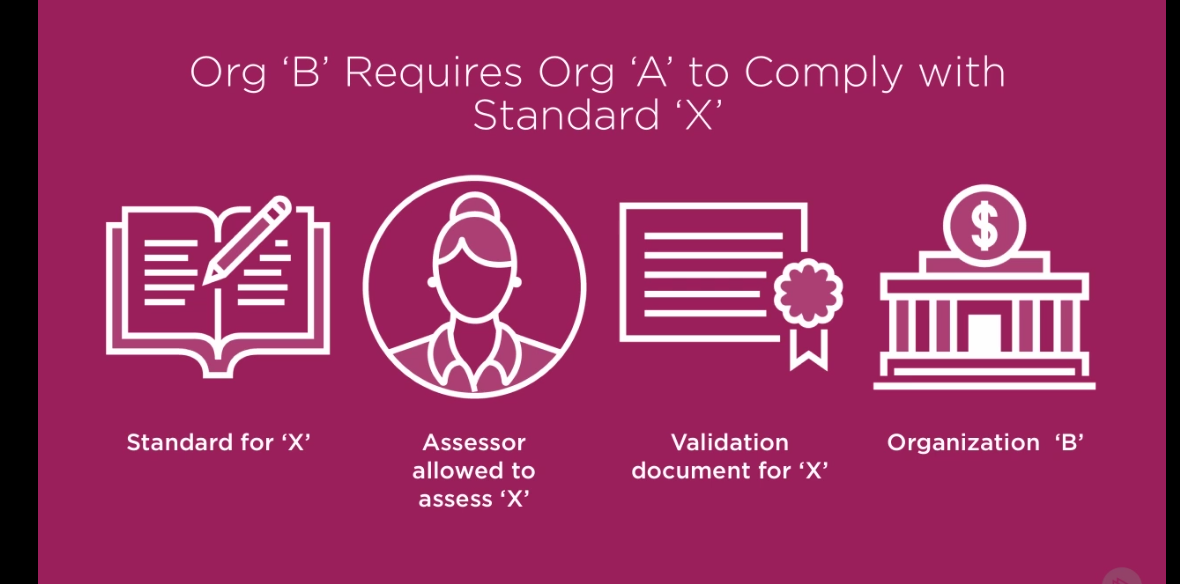 Org ‘B’ Requires Org ‘A’ to Comply with
Standard ‘X’
$
Standard for ‘X’
Assessor
allowed to
assess ‘X’
Validation
document for ‘X’
Organization ‘B’